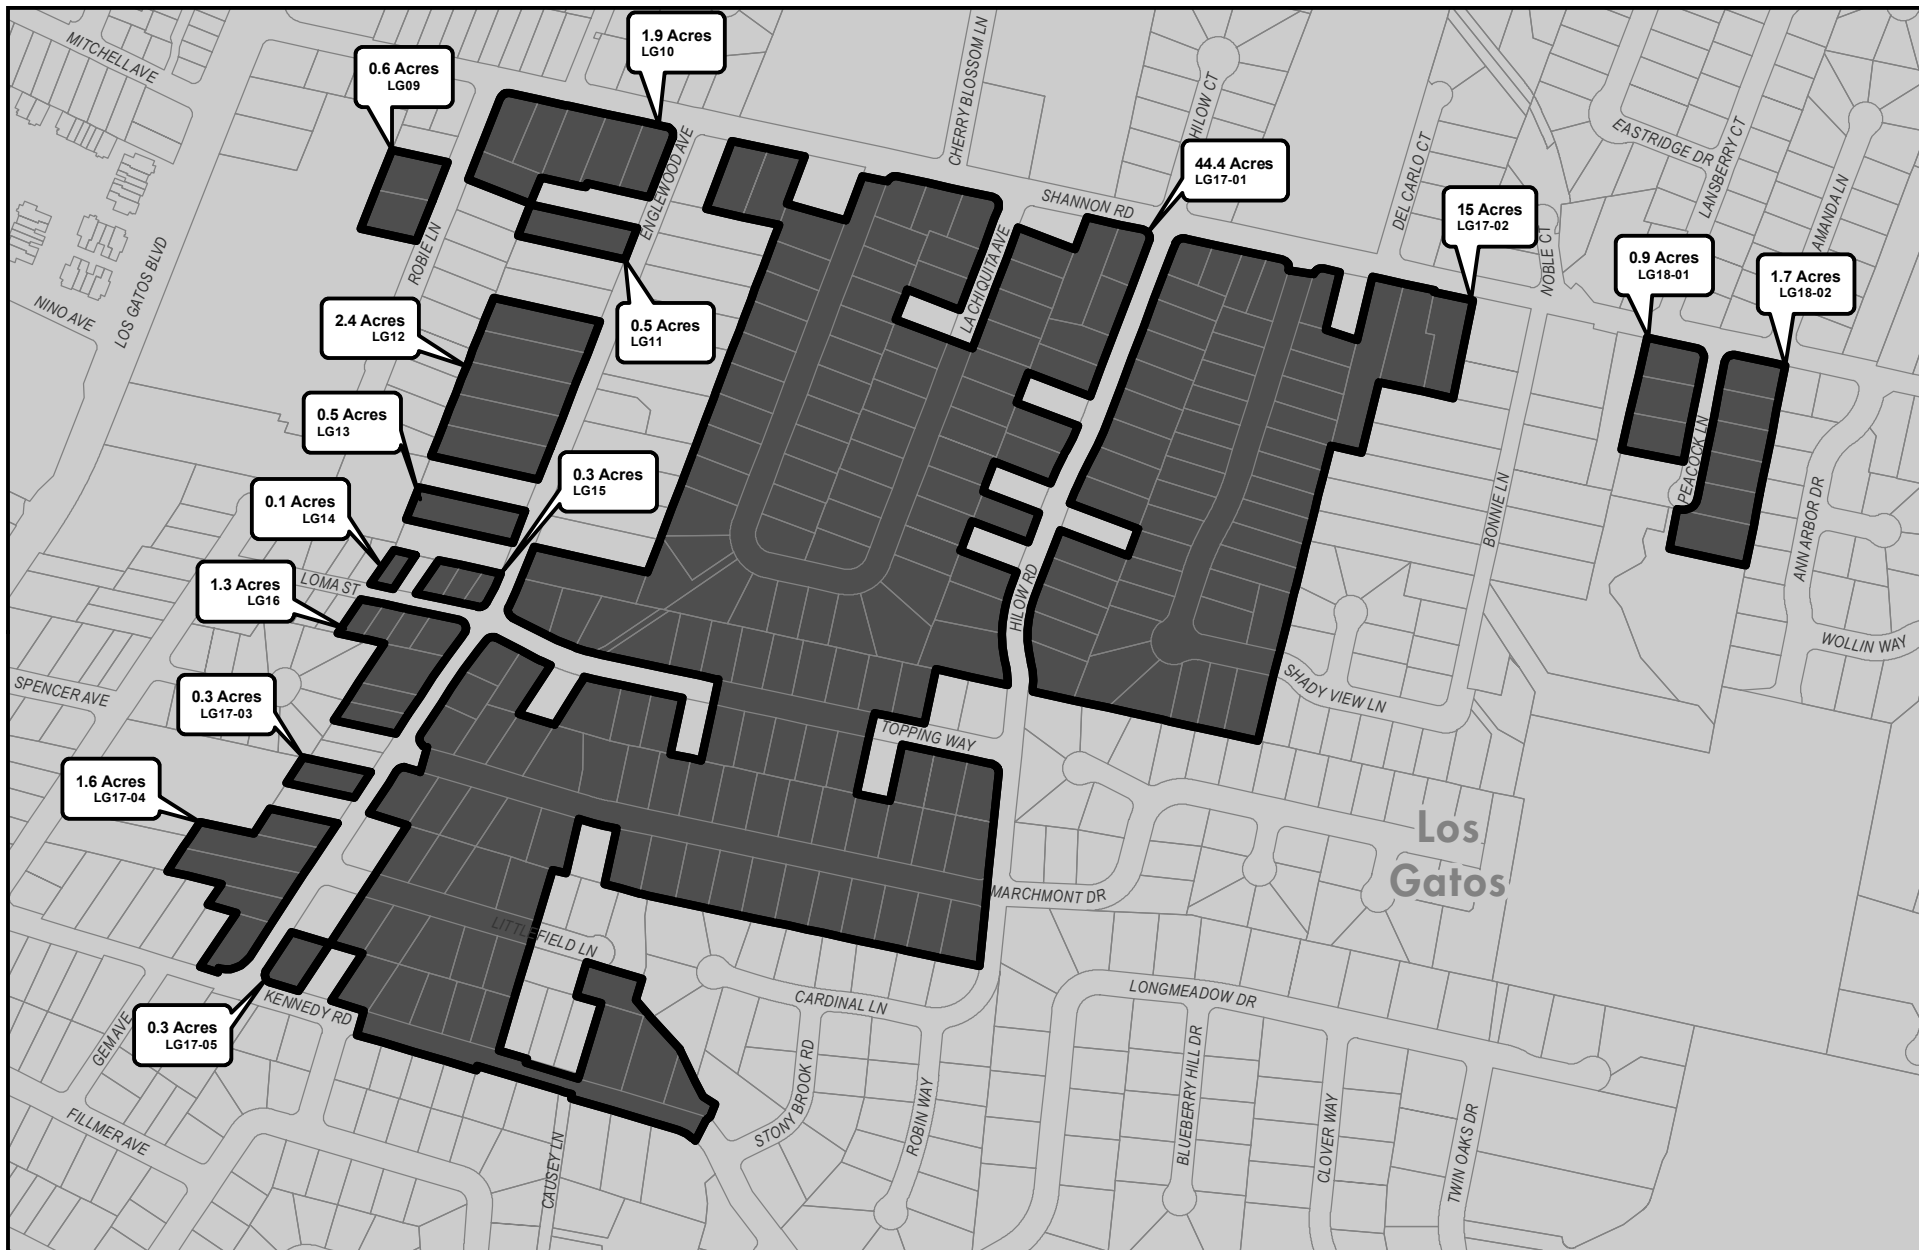 MITCHELL AVE
0.6 Acres
LG09
1.9 Acres
LG10
CHERRY BLOSSOM LN
HILOW CT
EASTRIDGE DR
LANSBERRY CT
AMANDA LN
DEL CARLO CT
44.4 Acres
LG17-01
SHANNON RD
15 Acres
LG17-02
NOBLE CT
0.9 Acres
LG18-01
1.7 Acres
LG18-02
ENGLEWOOD AVE
ROBIE LN
LOS GATOS BLVD
NINO AVE
LA CHIQUITA AVE
2.4 Acres
LG12
0.5 Acres
LG11
0.5 Acres
LG13
0.3 Acres
LG15
0.1 Acres
LG14
PEACOCK LN
BONNIE LN
ANN ARBOR DR
LOMA ST
1.3 Acres
LG16
HILOW RD
WOLLIN WAY
SPENCER AVE
SHADY VIEW LN
0.3 Acres
LG17-03
TOPPING WAY
1.6 Acres
LG17-04
Los
Gatos
MARCHMONT DR
LITTLEFIELD LN
KENNEDY RD
CARDINAL LN
LONGMEADOW DR
0.3 Acres
LG17-05
GEM AVE
STONY BROOK RD
ROBIN WAY
BLUEBERRY HILL DR
CLOVER WAY
TWIN OAKS DR
FILLMER AVE
CAUSEY LN